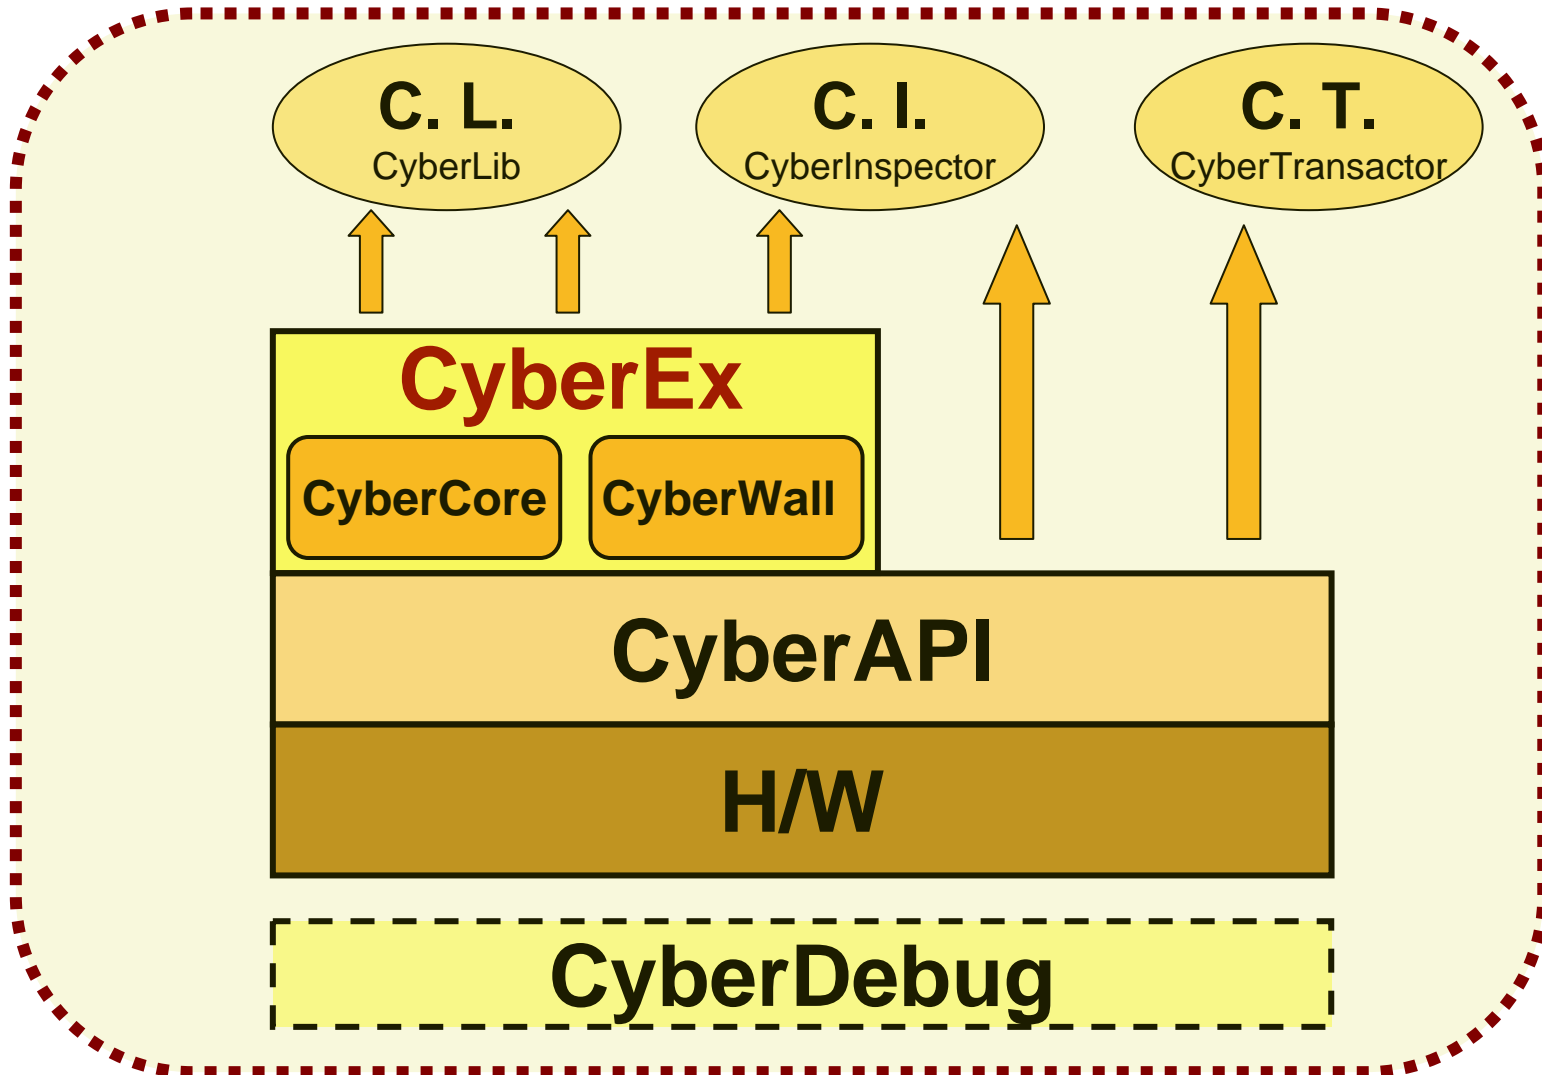 C. L.
CyberLib
C. I.
CyberInspector
C. T.
CyberTransactor
CyberEx
CyberCore
CyberWall
CyberAPI
H/W
CyberDebug